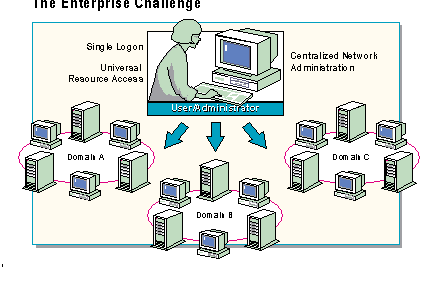 The Enterprise Challenge
Single Logon
Universal
Resource Access
Centralized Network
Administration
User/Administrator
Domain A
Domain C
Domain B